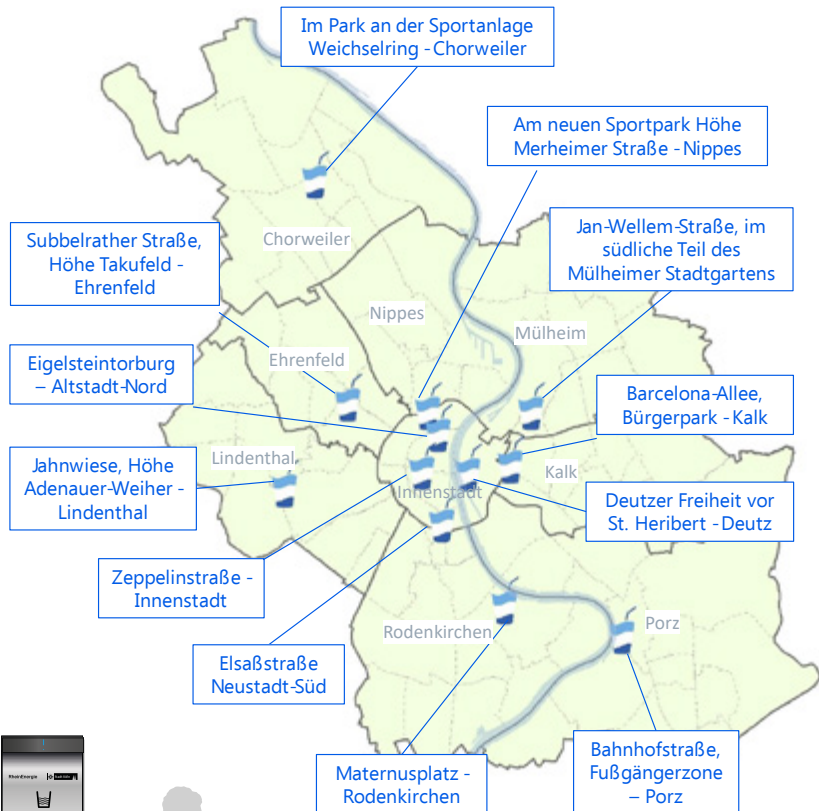 Im Park an der Sportanlage
Weichselring - Chorweiler
Am neuen Sportpark Höhe
Merheimer Straße - Nippes
Jan-Wellem-Straße, im
südliche Teil des
Mülheimer Stadtgartens
Subbelrather Straße,
Höhe Takufeld -
Ehrenfeld
Chorweiler
Nippes
Mülheim
Ehrenfeld
Eigelsteintorburg
– Altstadt-Nord
Barcelona-Allee,
Bürgerpark - Kalk
Lindenthal
Kalk
Innenstadt
Jahnwiese, Höhe
Adenauer-Weiher -
Lindenthal
Deutzer Freiheit vor
St. Heribert - Deutz
Zeppelinstraße -
Innenstadt
Rodenkirchen
Porz
Elsaßstraße
Neustadt-Süd
Maternusplatz -
Rodenkirchen
Bahnhofstraße,
Fußgängerzone
– Porz
RheinEnergie